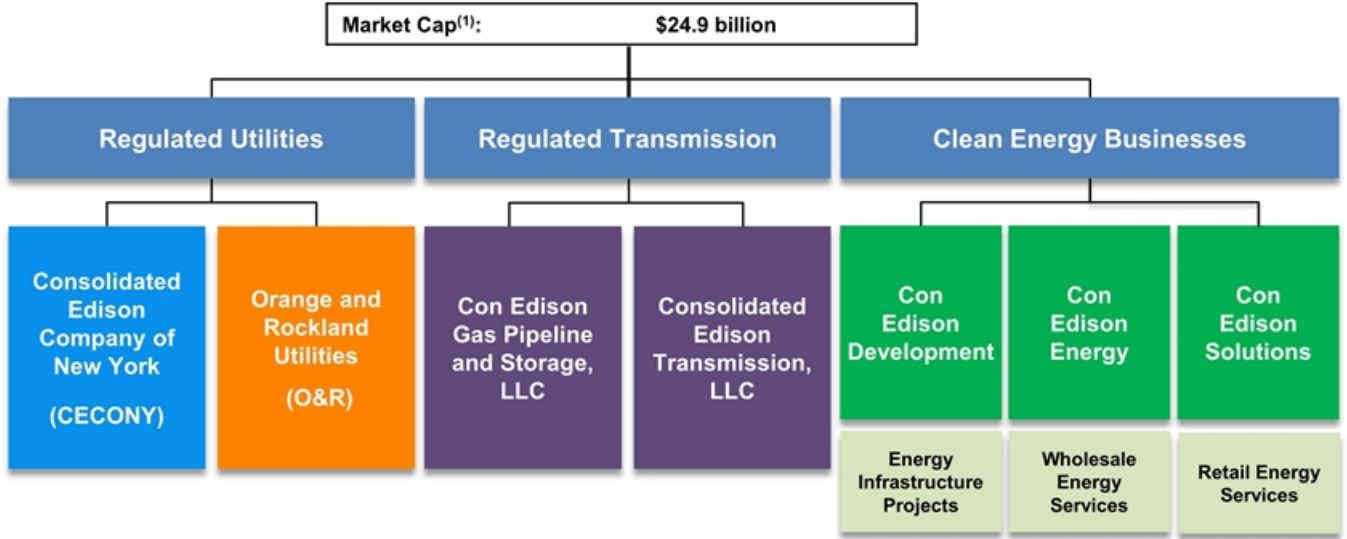 Market Cap(1): $24.9 billion
Regulated Utilities
Regulated Transmission
Clean Energy Businesses
Consolidated
Edison
Company of
New York
(CECONY)
Orange and
Rockland
Utilities
(O&R)
Con Edison
Gas Pipeline
and Storage,
LLC
Consolidated
Edison
Transmission,
LLC
Con
Edison
Development
Con
Edison
Energy
Con
Edison
Solutions
Energy
Infrastructure
Projects
Wholesale
Energy
Services
Retail Energy
Services